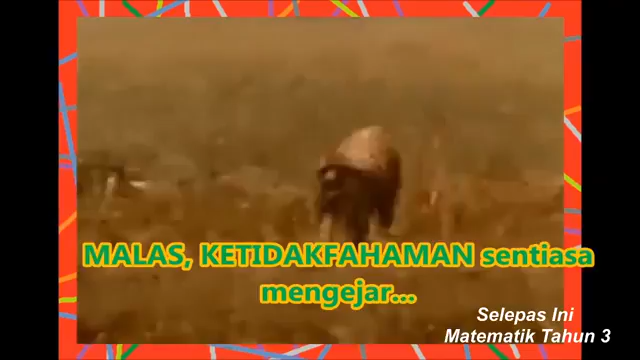 MALAS, KETIDAKFAHAMAN sentiasa
mengejar...
Selepas Ini
Matematik Tahun 3